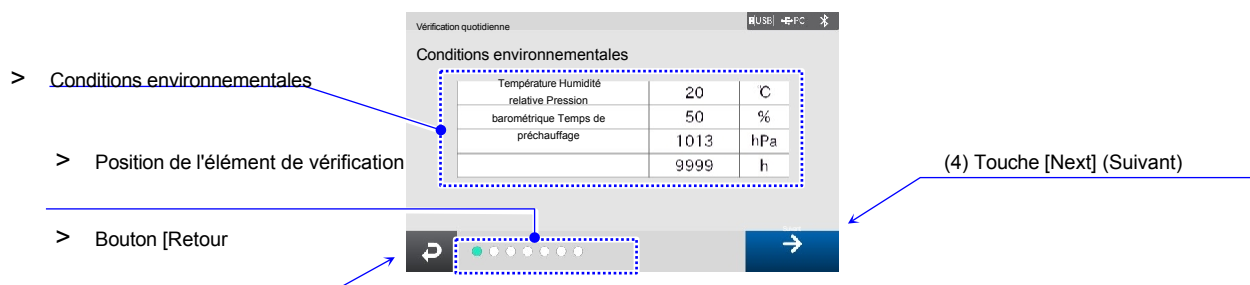 Vérification quotidienne
USB PC
Conditions environnementales
> Conditions environnementales
Température Humidité
relative Pression
barométrique Temps de
préchauffage
20 °C
50 %
1013 hPa
9999 h
> Position de l'élément de vérification
(4) Touche [Next] (Suivant)
> Bouton [Retour